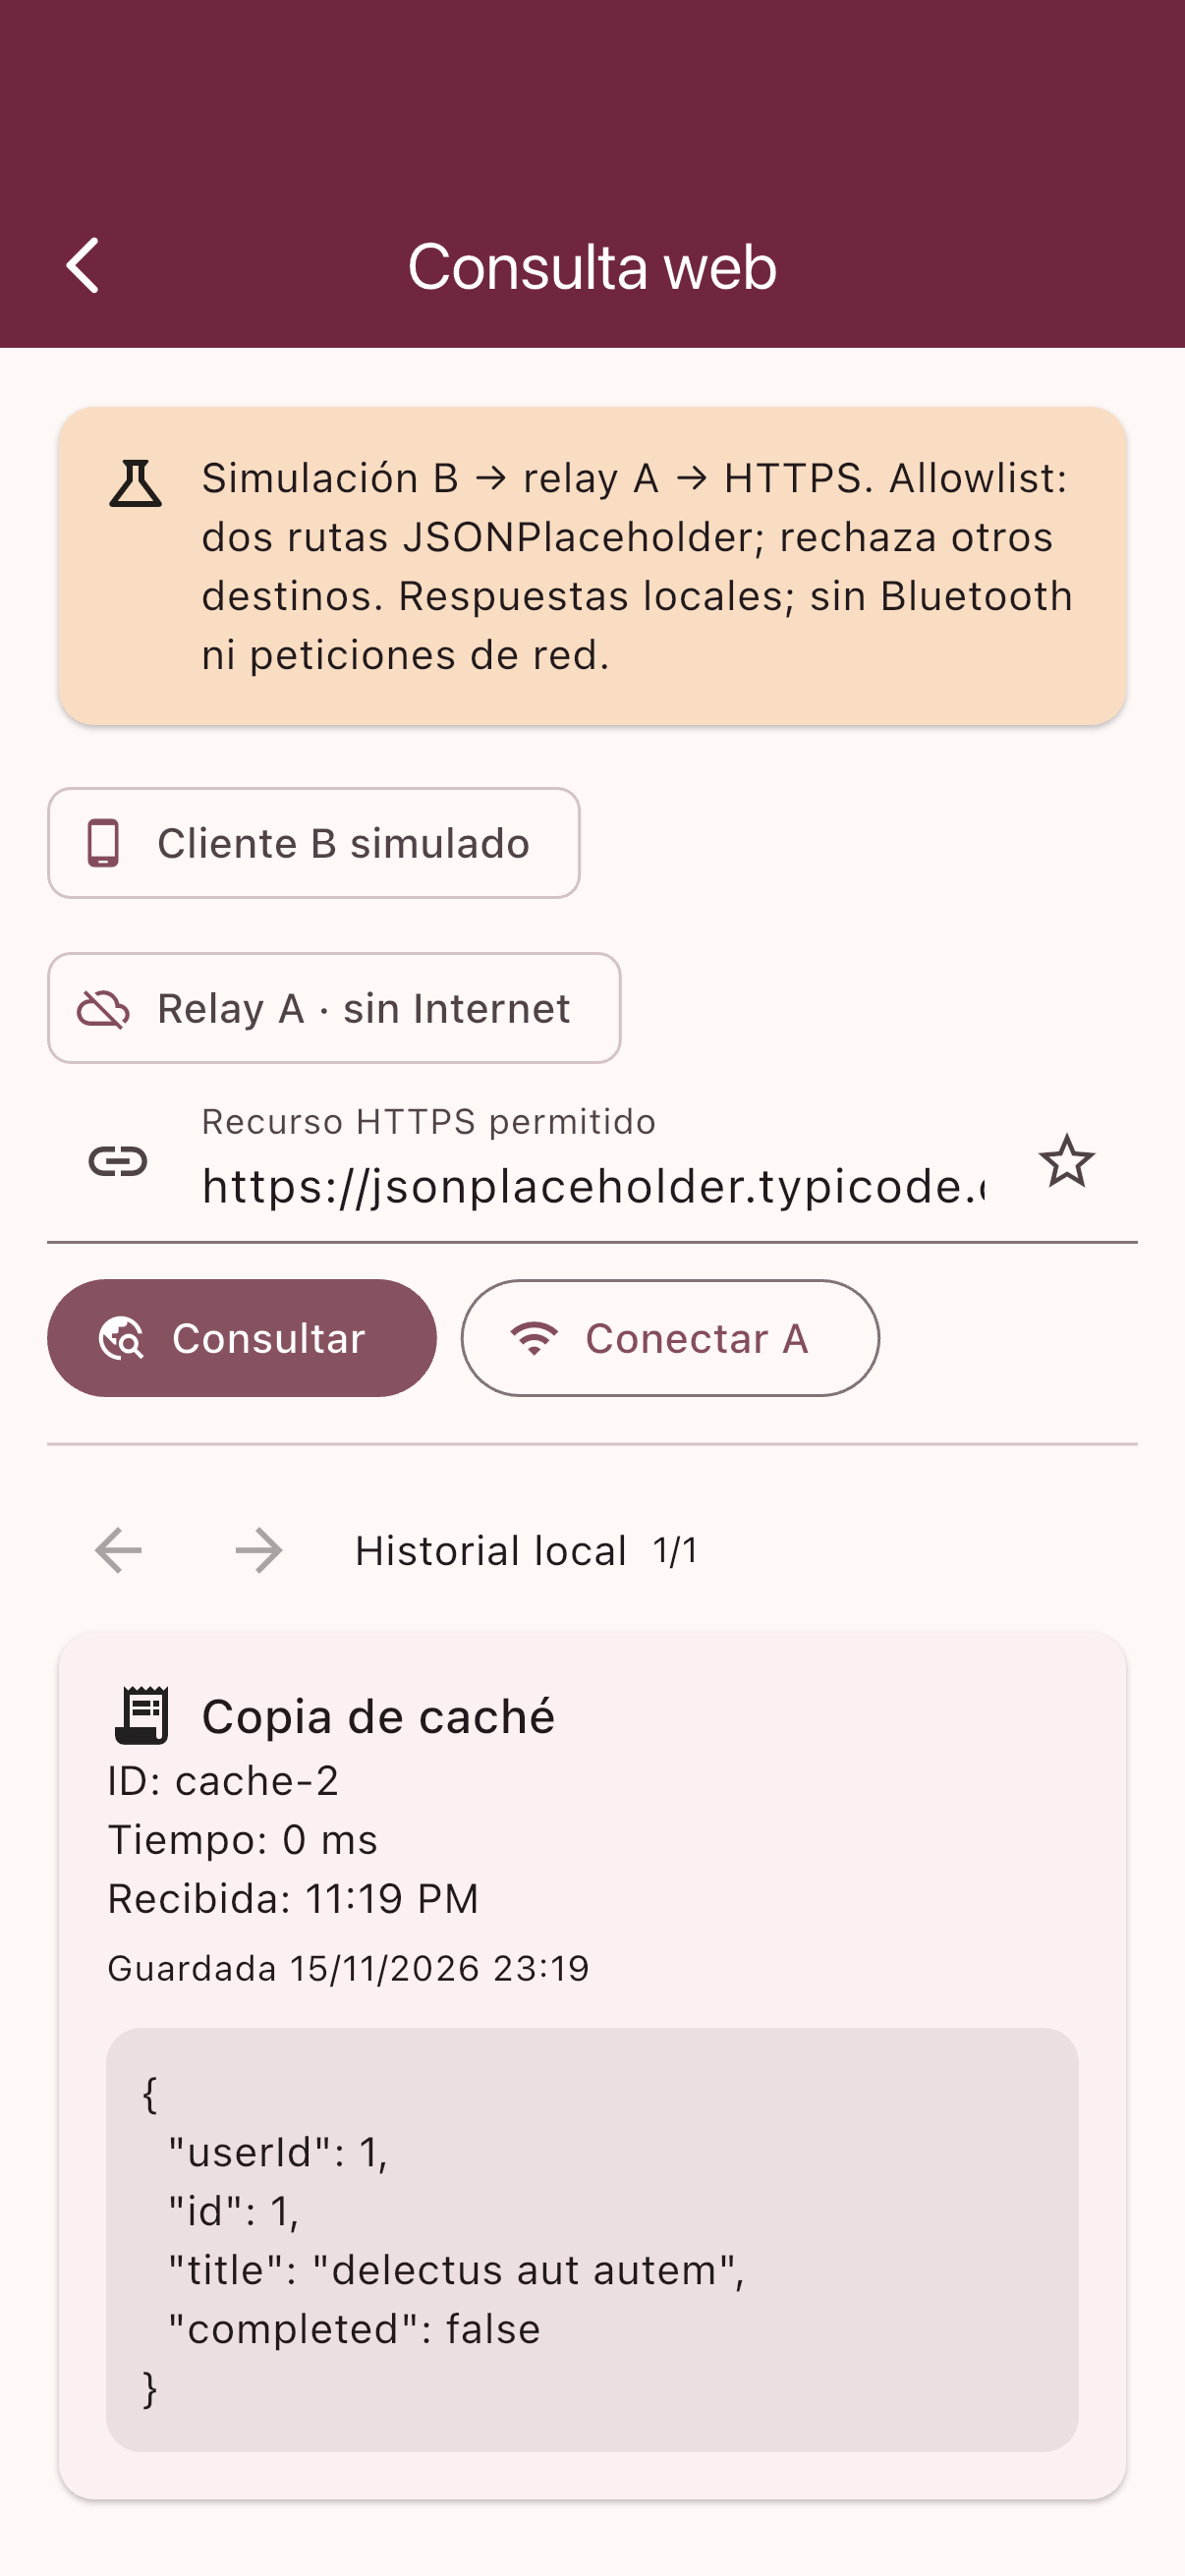 Consulta web
Simulación B → relay A → HTTPS. Allowlist:
dos rutas JSONPlaceholder; rechaza otros
destinos. Respuestas locales; sin Bluetooth
ni peticiones de red.
Cliente B simulado
Relay A · sin Internet
Recurso HTTPS permitido
https://jsonplaceholder.typicode.
Consultar
Conectar A
Historial local 1/1
Copia de caché
ID: cache-2
Tiempo: 0 ms
Recibida: 11:19 PM
Guardada 15/11/2026 23:19
{
"userId": 1,
"id": 1,
"title": "delectus aut autem",
"completed": false
}